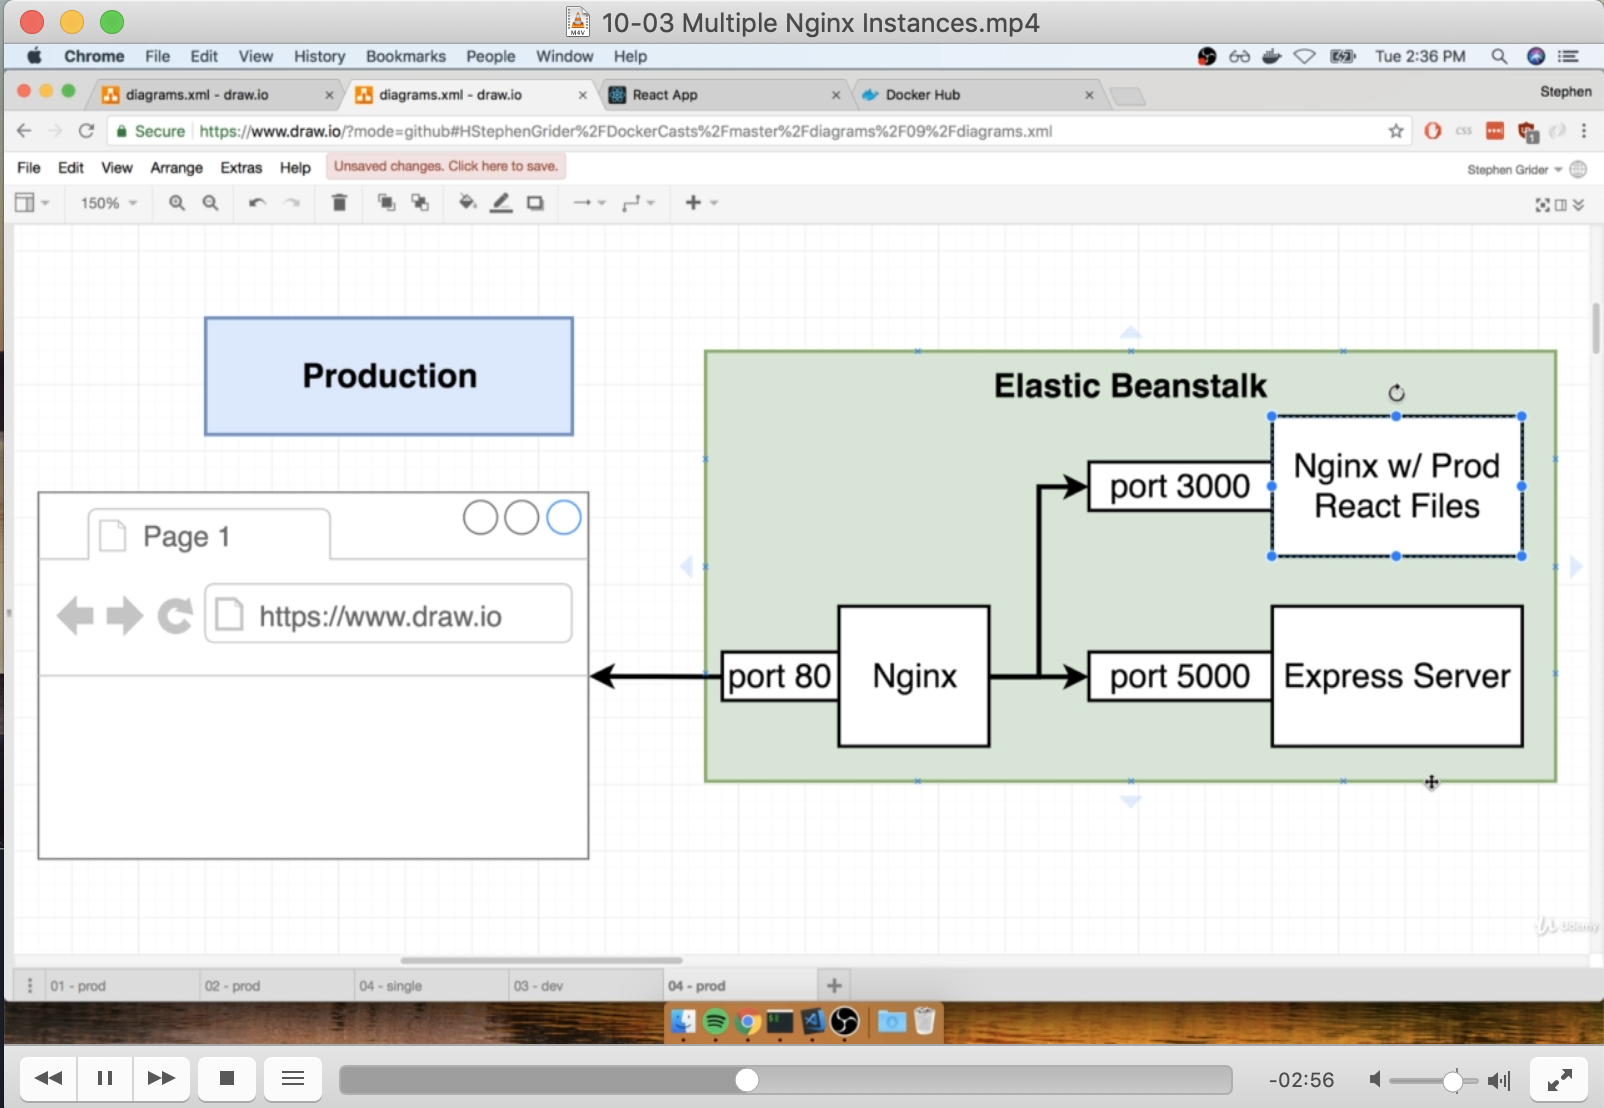 10-03 Multiple Nginx Instances.mp4
Chrome File Edit View History Bookmarks People Window Help Tue 2:36 PM
diagrams.xml - draw.io diagrams.xml - draw.io React App Docker Hub Stephen
Secure https://www.draw.io/?mode=github#HStephenGrider%2FDockerCasts%2Fmaster%2Fdiagrams%2F09%2Fdiagrams.xml CSS 1
File Edit View Arrange Extras Help Unsaved changes. Click here to save. Stephen Grider
150%
Production
Elastic Beanstalk
port 3000
Nginx w/ Prod
React Files
Page 1
https://www.draw.io
port 80 Nginx port 5000 Express Server
Udemy
01 - prod 02 - prod 04 - single 03 - dev 04 - prod
-02:56